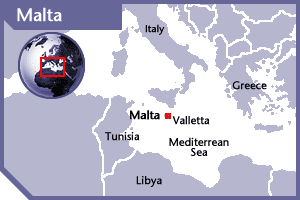 Malta
Italy
Greece
Malta
Valletta
Tunisia
Mediterranean
Sea
Libya